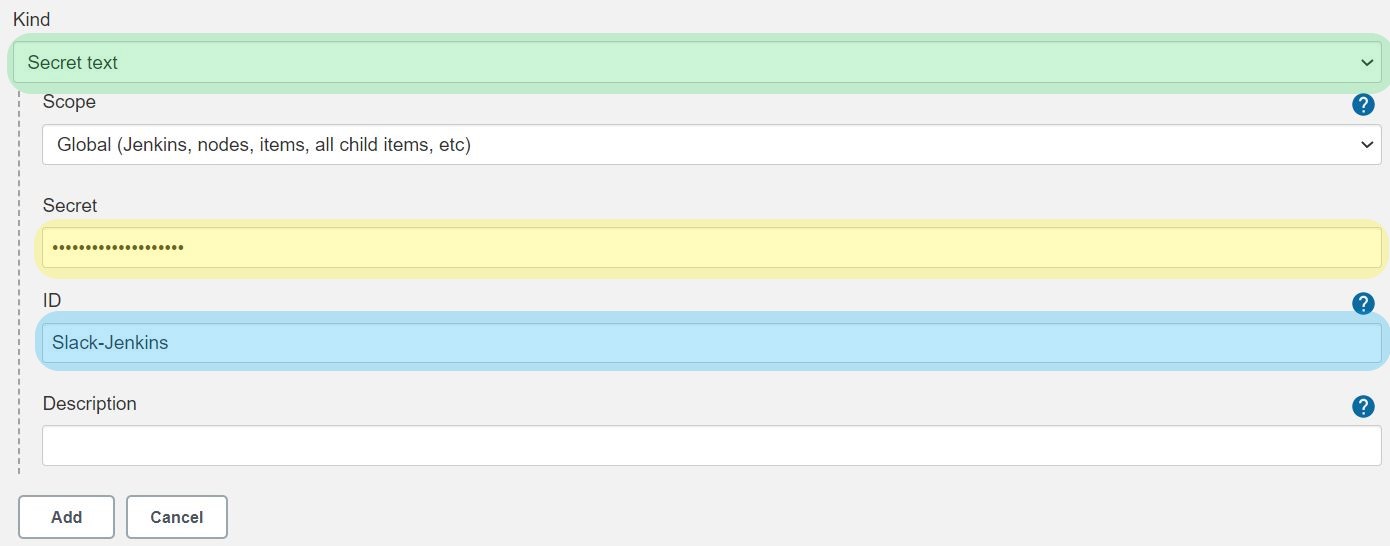 Kind
Secret text
Scope
?
Global (Jenkins, nodes, items, all child items, etc)
Secret
••••••••••••••••••••
ID
?
Slack-Jenkins
Description
?
Add Cancel